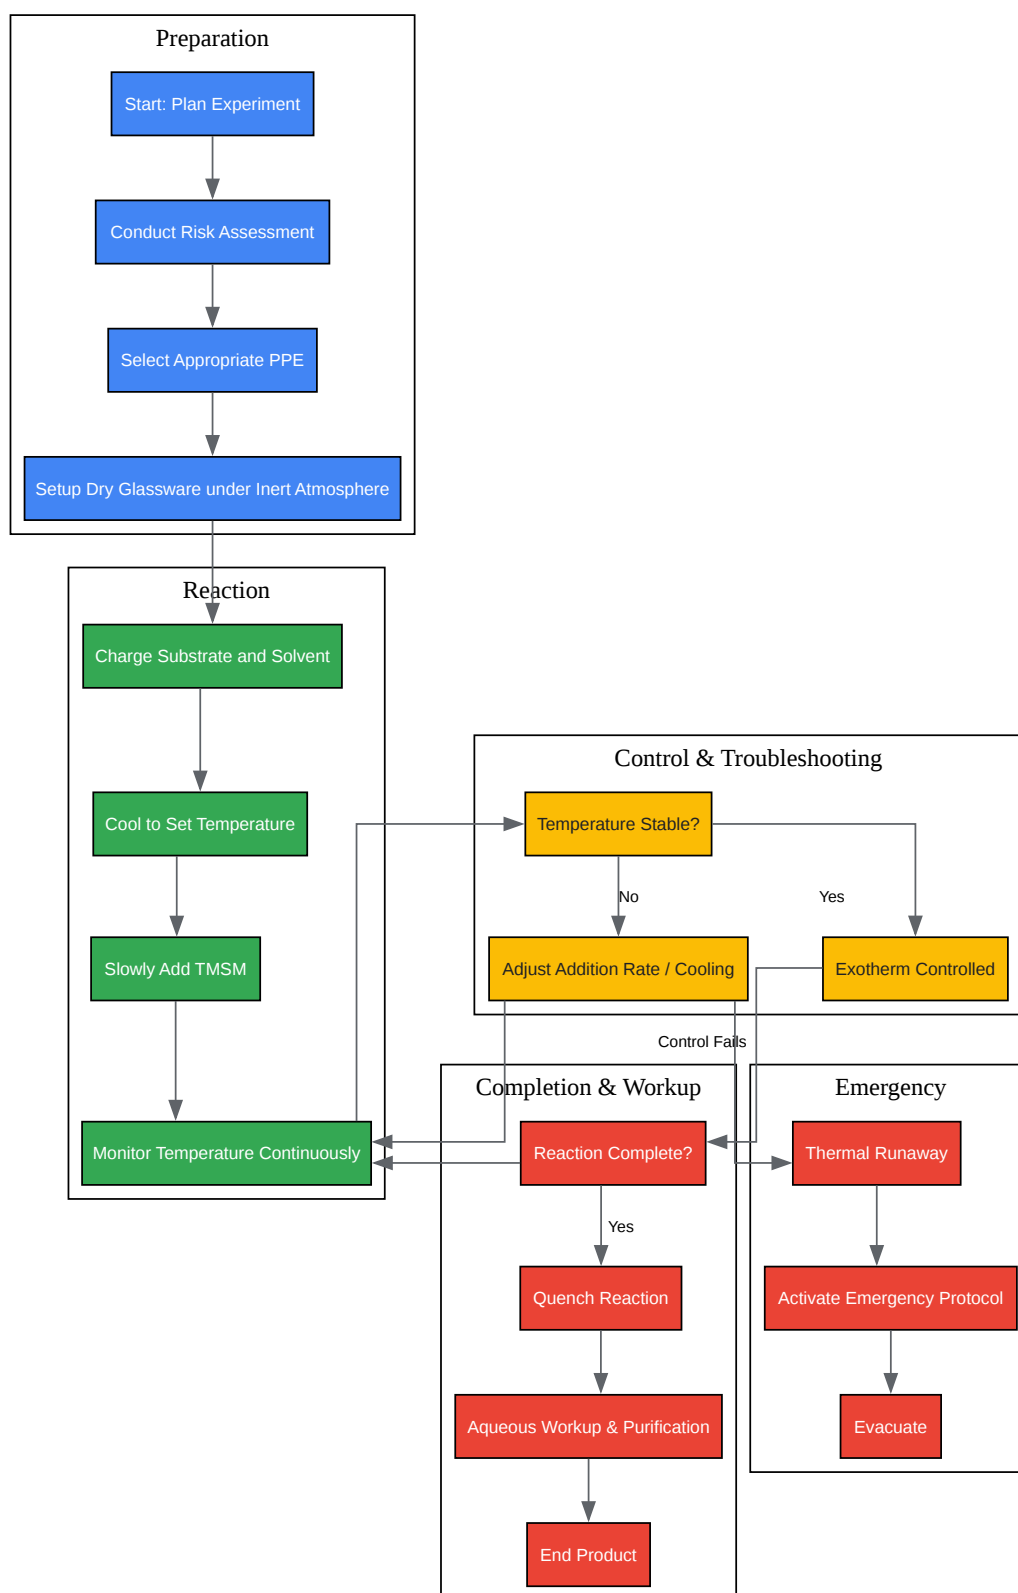 Preparation
Start: Plan Experiment
Conduct Risk Assessment
Select Appropriate PPE
Setup Dry Glassware under Inert Atmosphere
Reaction
Charge Substrate and Solvent
Cool to Set Temperature
Slowly Add TMSM
Monitor Temperature Continuously
Control & Troubleshooting
Temperature Stable?
No
Yes
Adjust Addition Rate / Cooling
Exotherm Controlled
Control Fails
Completion & Workup
Reaction Complete?
Yes
Quench Reaction
Aqueous Workup & Purification
End Product
Emergency
Thermal Runaway
Activate Emergency Protocol
Evacuate